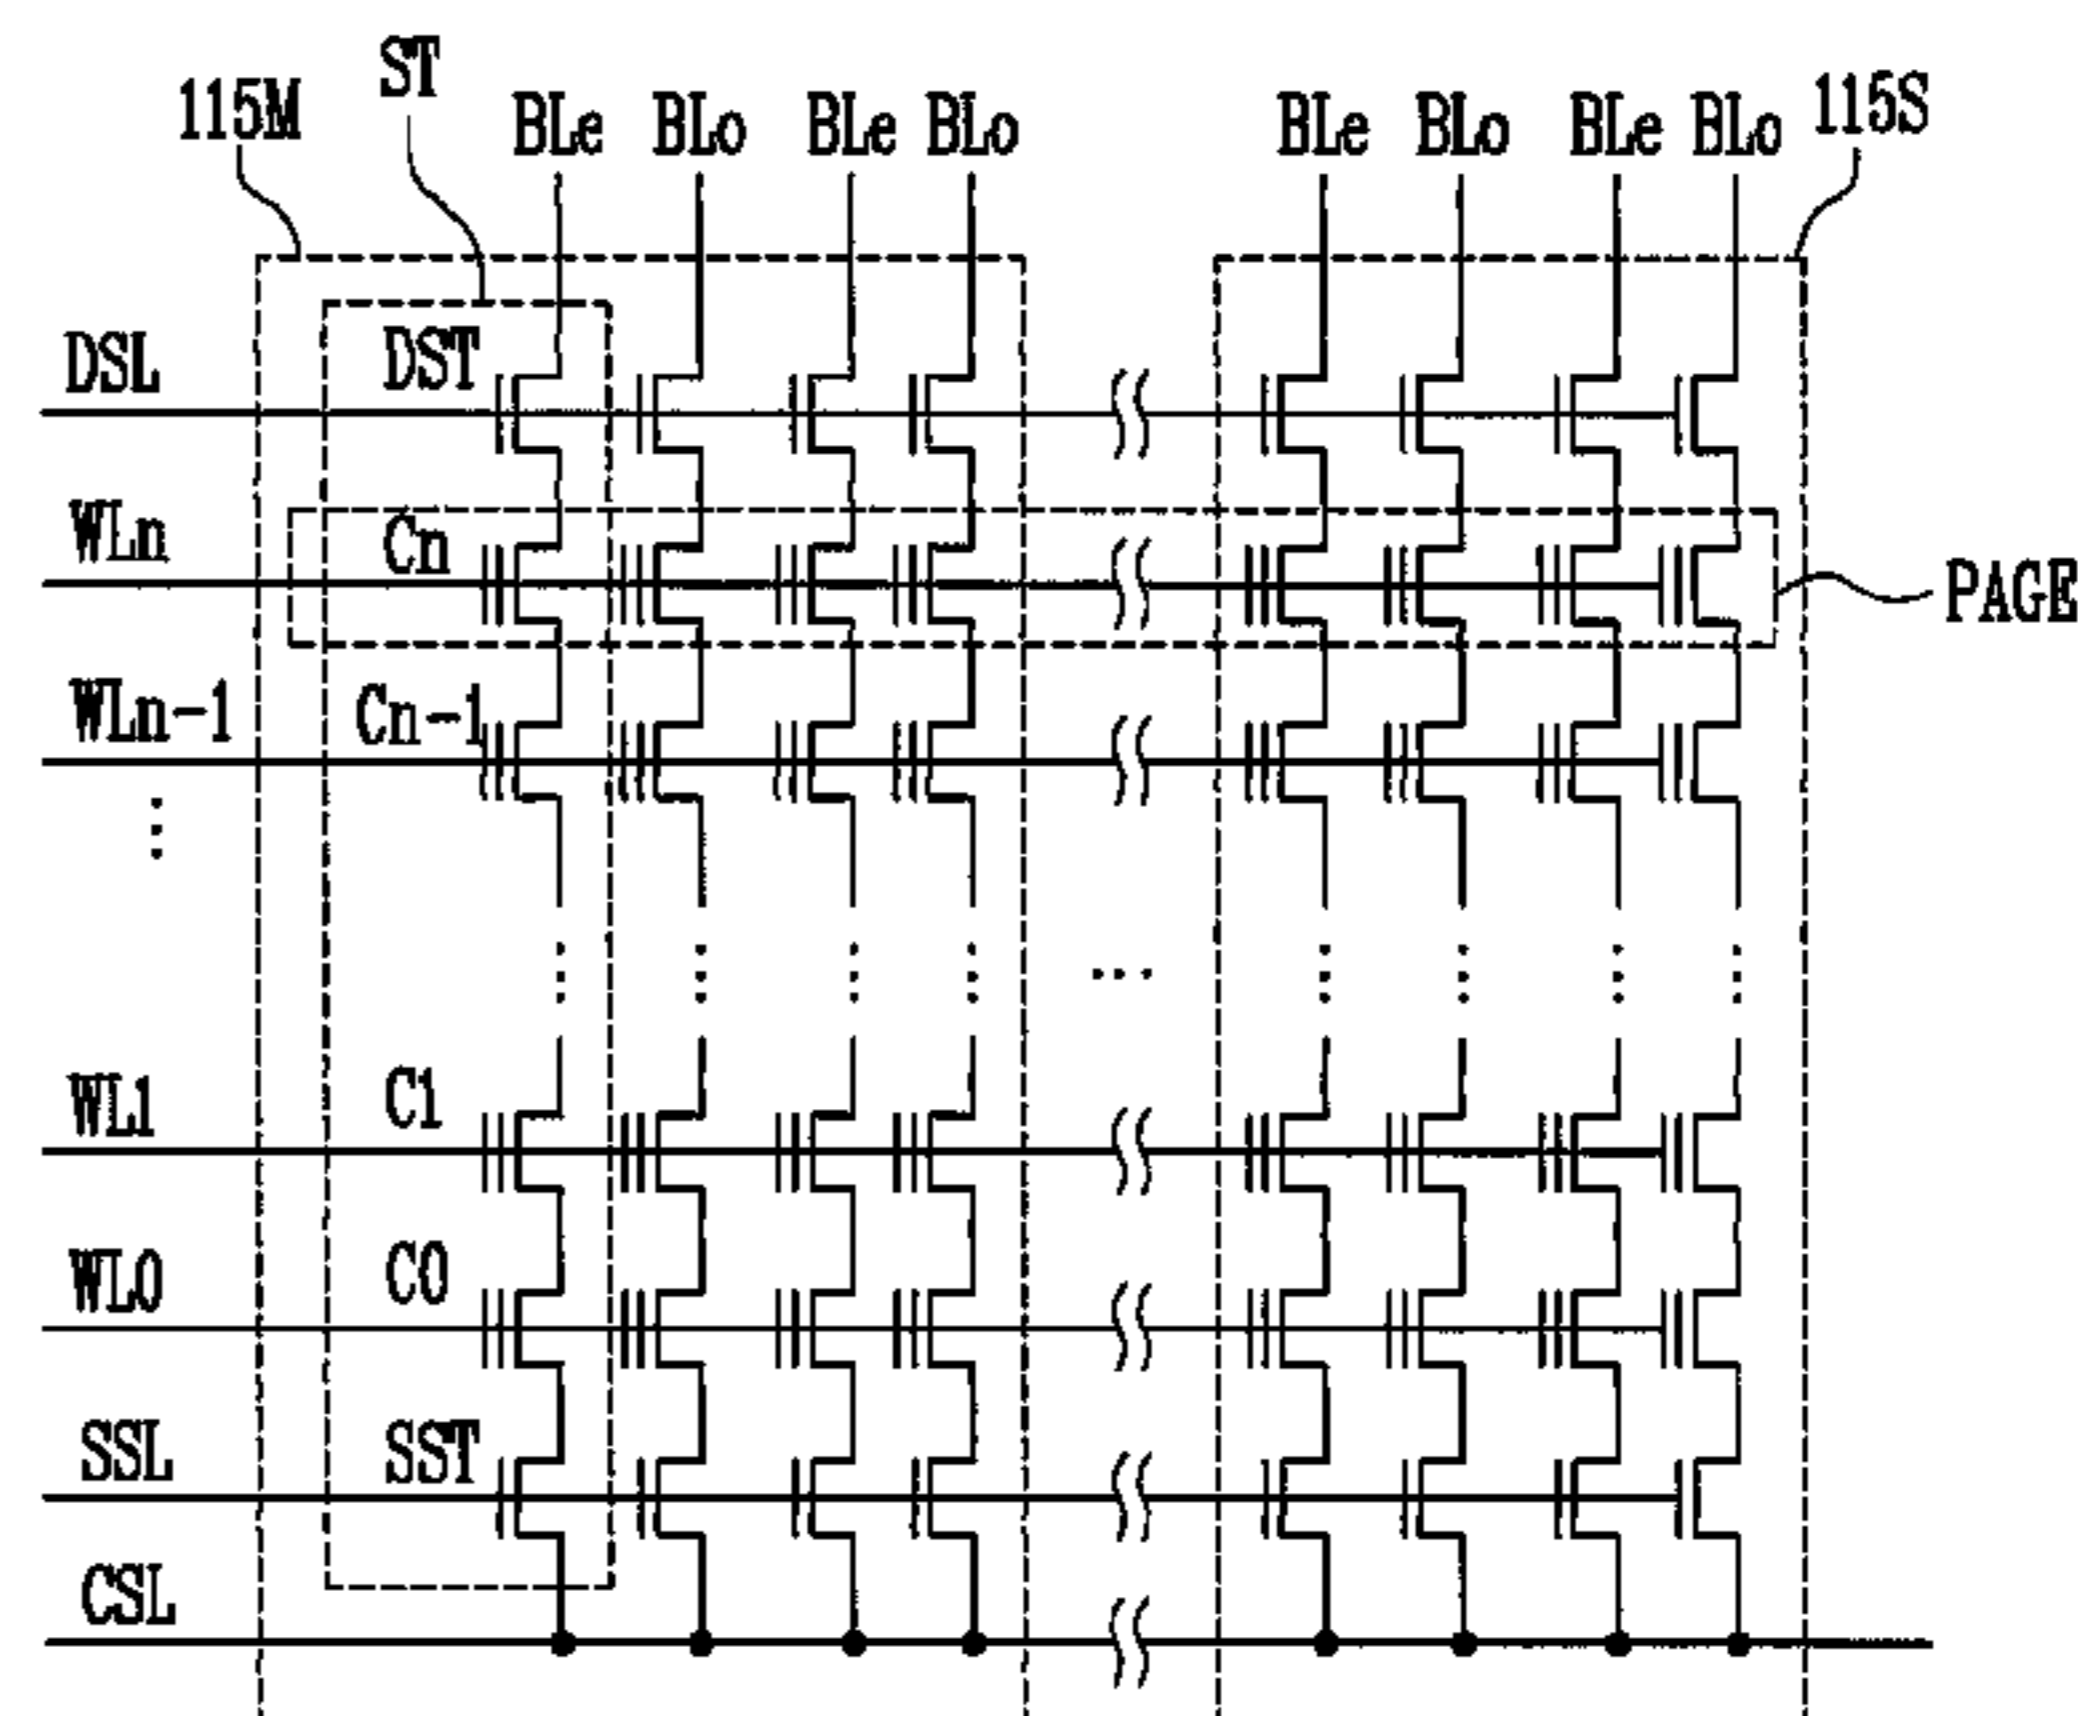 ST
115M BLe BLo BLe BLo BLe BLo BLe BLo 115S
DSL DST
WLn Cn
PAGE
WLn-1 Cn-1
WL1 C1
WL0 C0
SSL SST
CSL